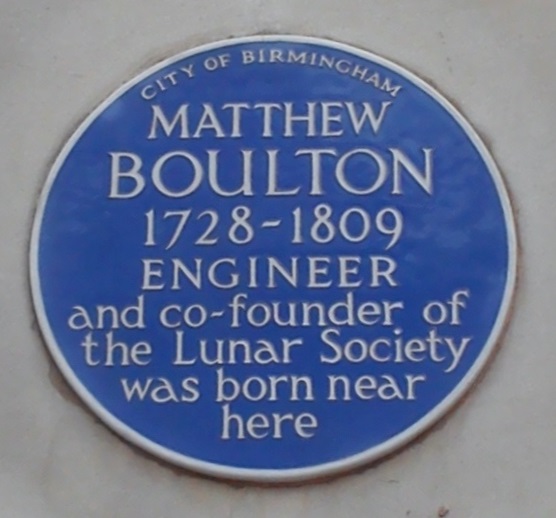 CITY OF BIRMINGHAM
MATTHEW
BOULTON
1728-1809
ENGINEER
and co-founder of
the Lunar Society
was born near
here